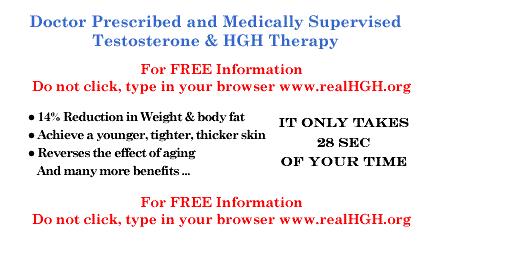 Doctor Prescribed and Medically Supervised
Testosterone & HGH Therapy
For FREE Information
Do not click, type in your browser www.realHGH.org
• 14% Reduction in Weight & body fat
• Achieve a younger, tighter, thicker skin
• Reverses the effect of aging
And many more benefits ...
IT ONLY TAKES
28 SEC
OF YOUR TIME
For FREE Information
Do not click, type in your browser www.realHGH.org